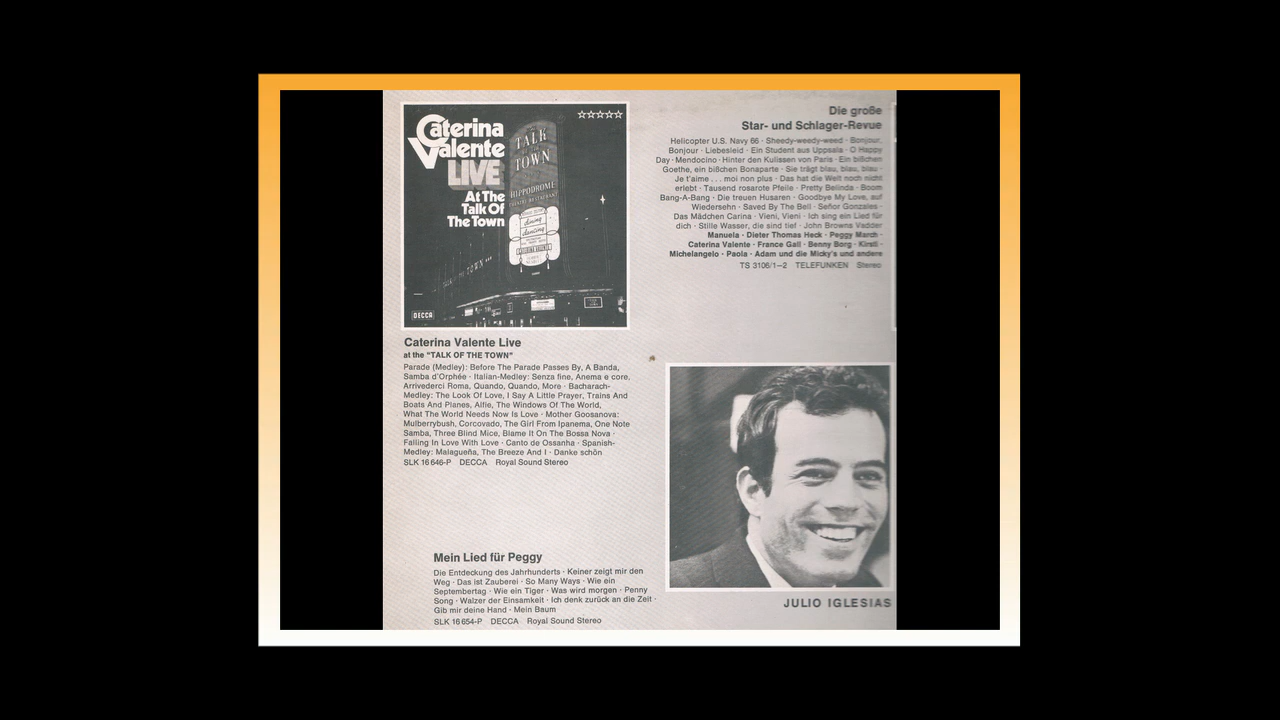 Caterina
Valente
LIVE
At The
Talk Of
The Town
TALK
TOWN
HIPPODROME
dining
dancing
TOWN
DECCA
Caterina Valente Live
at the "TALK OF THE TOWN"
Parade (Medley): Before The Parade Passes By, A Banda,
Samba d'Orphée · Italian-Medley: Senza fine, Anema e core,
Arrivederci Roma, Quando, Quando, More · Bacharach-
Medley: The Look Of Love, I Say A Little Prayer, Trains And
Boats And Planes, Alfie, The Windows Of The World,
What The World Needs Now Is Love · Mother Goosanova:
Mulberrybush, Corcovado, The Girl From Ipanema, One Note
Samba, Three Blind Mice, Blame It On The Bossa Nova ·
Falling In Love With Love · Canto de Ossanha · Spanish-
Medley: Malagueña, The Breeze And I · Danke schön
SLK 16 646-P DECCA Royal Sound Stereo
Mein Lied für Peggy
Die Entdeckung des Jahrhunderts · Keiner zeigt mir den
Weg · Das ist Zauberei · So Many Ways · Wie ein
Septembertag · Wie ein Tiger · Was wird morgen · Penny
Song · Walzer der Einsamkeit · Ich denk zurück an die Zeit ·
Gib mir deine Hand · Mein Baum
SLK 16 654-P DECCA Royal Sound Stereo
Die große
Star- und Schlager-Revue
Helicopter U.S. Navy 66 · Sheedy-weedy-weed · Bonjour,
Bonjour · Liebesleid · Ein Student aus Uppsala · O Happy
Day · Mendocino · Hinter den Kulissen von Paris · Ein bißchen
Goethe, ein bißchen Bonaparte · Sie trägt blau, blau, blau ·
Je t'aime . . . moi non plus · Das hat die Welt noch nicht
erlebt · Tausend rosarote Pfeile · Pretty Belinda · Boom
Bang-A-Bang · Die treuen Husaren · Goodbye My Love, auf
Wiedersehn · Saved By The Bell · Señor Gonzales ·
Das Mädchen Carina · Vieni, Vieni · Ich sing ein Lied für
dich · Stille Wasser, die sind tief · John Browns Vadder
Manuela · Dieter Thomas Heck · Peggy March ·
Caterina Valente · France Gall · Benny Borg · Kirsti ·
Michelangelo · Paola · Adam und die Micky's und andere
TS 3106/1–2 TELEFUNKEN Stereo
JULIO IGLESIAS